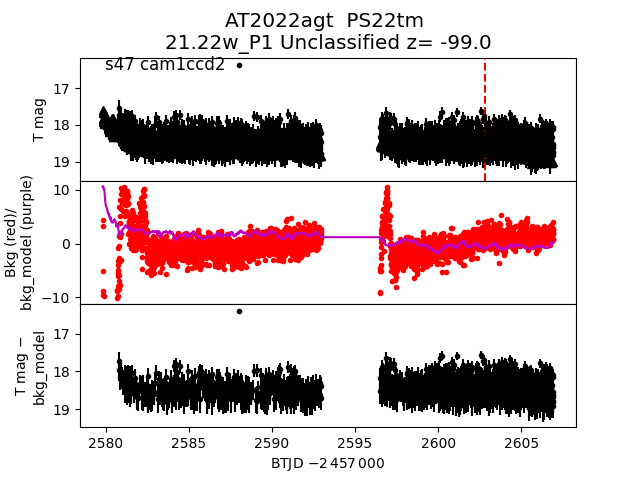 AT2022agt  PS22tm
21.22w_P1 Unclassified z= -99.0
s47 cam1ccd2
17
18
19
T mag
10
0
−10
Bkg (red)/
bkg_model (purple)
17
18
19
T mag −
bkg_model
2580
2585
2590
2595
2600
2605
BTJD −2 457 000